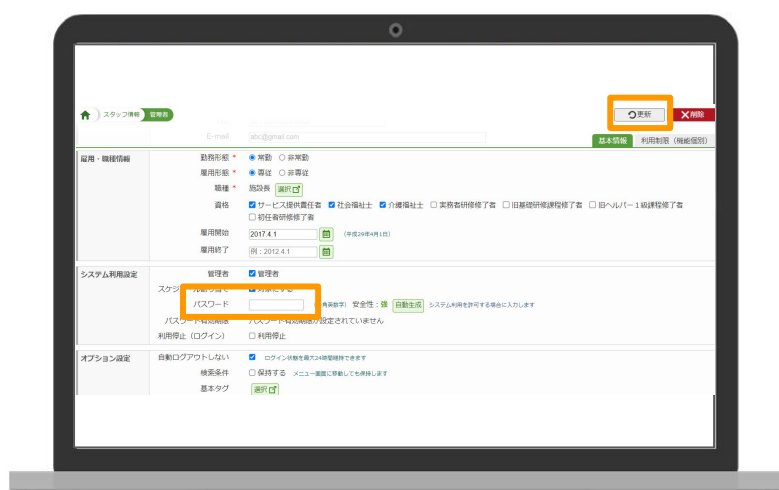 スタッフ情報 管理者
更新 削除
E-mail abc@gmail.com
基本情報 利用制限（機能個別）
雇用・職種情報 勤務形態 * 常勤 非常勤
雇用形態 * 専従 非専従
職種 * 施設長 選択
資格 サービス提供責任者 社会福祉士 介護福祉士 実務者研修修了者 旧基礎研修課程修了者 旧ヘルパー１級課程修了者
初任者研修修了者
雇用開始 2017.4.1 （平成29年4月1日）
雇用終了 例：2012.4.1
システム利用設定 管理者 管理者
対象にする
パスワード 安全性：強 自動生成 システム利用を許可する場合に入力します
パスワード有効期限 パスワード有効期限が設定されていません
利用停止（ログイン） 利用停止
オプション設定 自動ログアウトしない ログイン状態を最大24時間維持できます
検索条件 保持する メニュー画面に移動しても保持します
基本タグ 選択